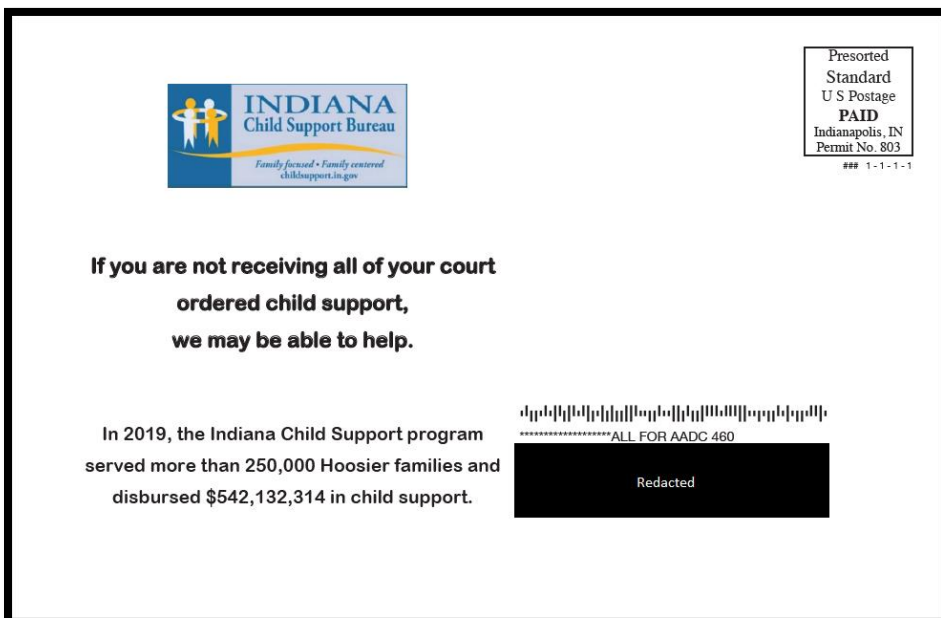 INDIANA
Child Support Bureau
Family focused • Family centered
childsupport.in.gov
Presorted
Standard
U S Postage
PAID
Indianapolis, IN
Permit No. 803
### 1-1-1-1
If you are not receiving all of your court
ordered child support,
we may be able to help.
In 2019, the Indiana Child Support program
served more than 250,000 Hoosier families and
disbursed $542,132,314 in child support.
*******************ALL FOR AADC 460
Redacted